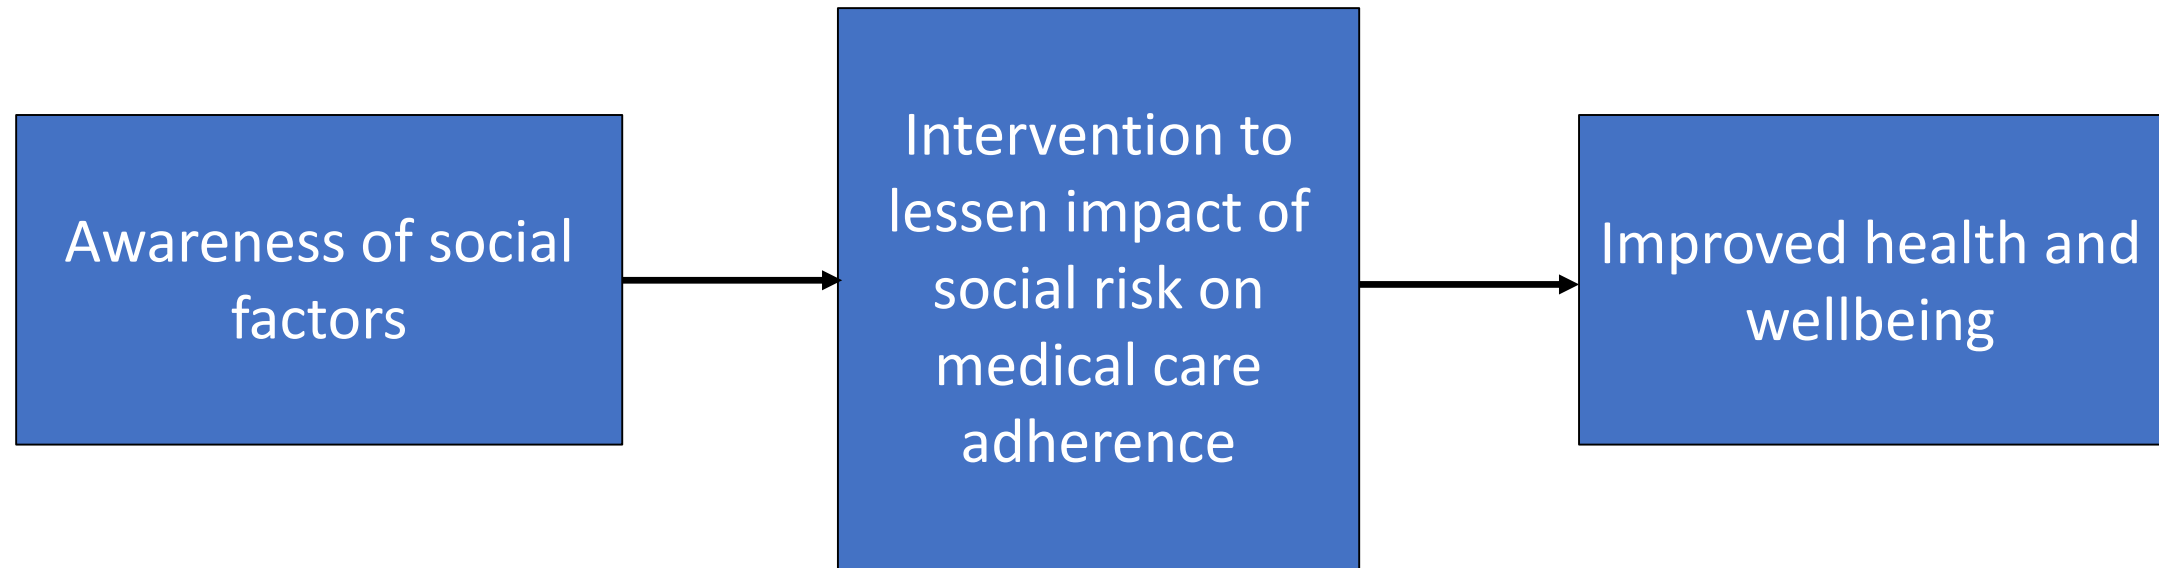 Awareness of social
factors
Intervention to
lessen impact of
social risk on
medical care
adherence
Improved health and
wellbeing